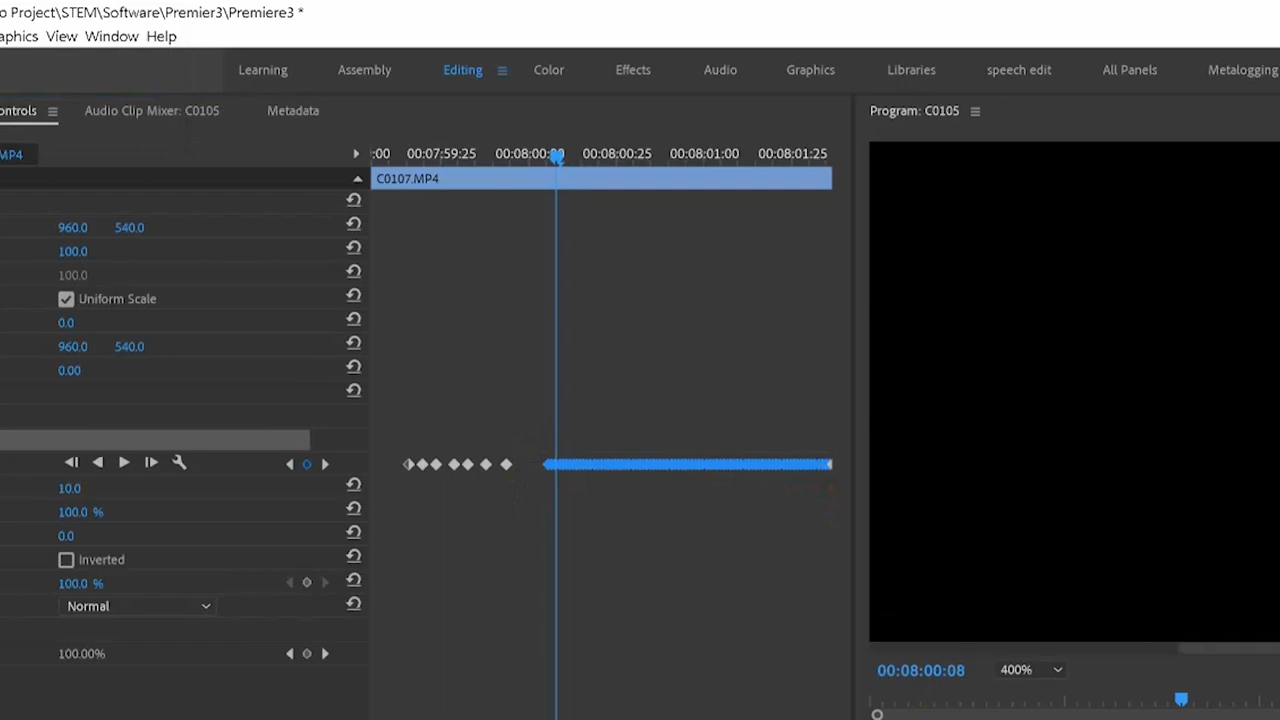 o Project\STEM\Software\Premier3\Premiere3 *
aphics View Window Help
Learning Assembly Editing Color Effects Audio Graphics Libraries speech edit All Panels Metalogging
ontrols Audio Clip Mixer: C0105 Metadata Program: C0105
MP4 :00 00:07:59:25 00:08:00:00 00:08:00:25 00:08:01:00 00:08:01:25
C0107.MP4
960.0 540.0
100.0
100.0
Uniform Scale
0.0
960.0 540.0
0.00
10.0
100.0 %
0.0
Inverted
100.0 %
Normal
100.00%
00:08:00:08 400%